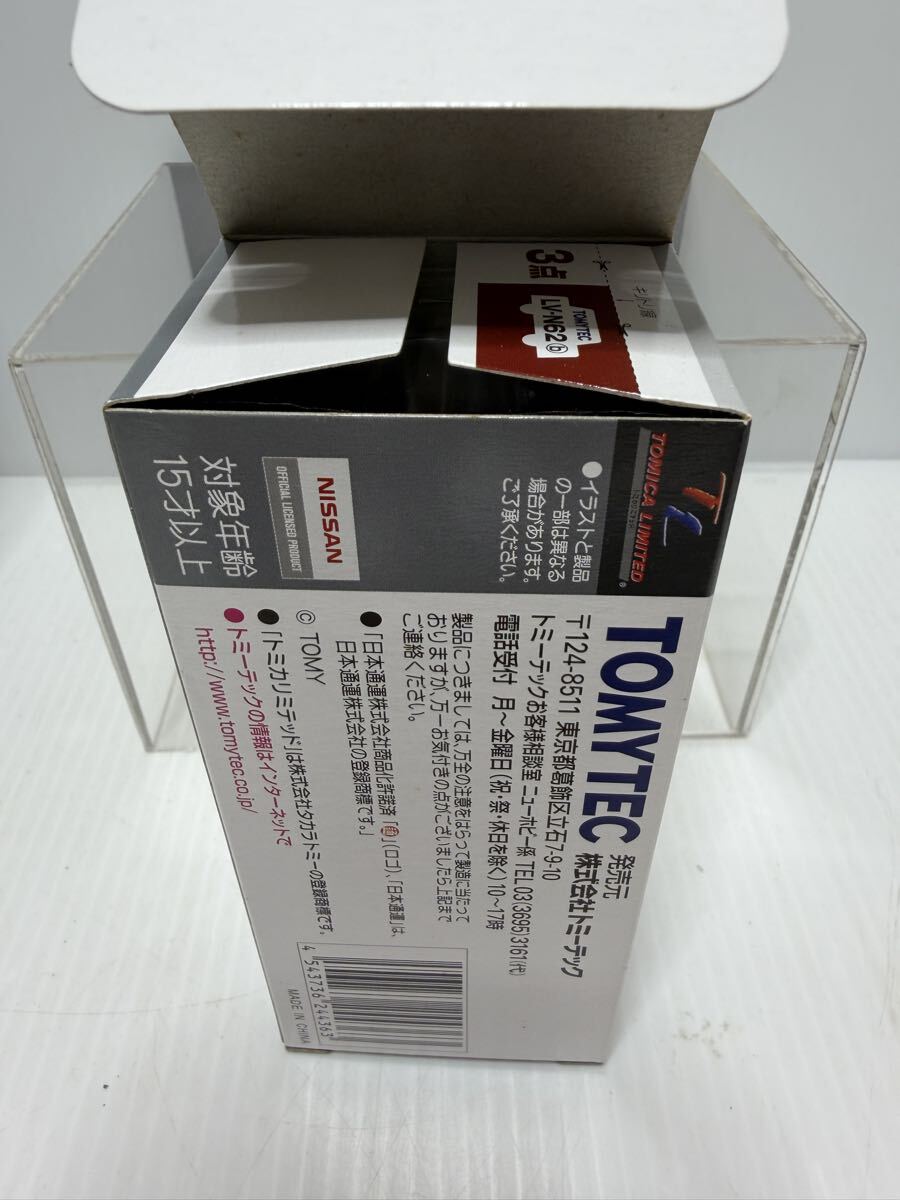 3点
キリトリ線
TOMYTEC
LV-N62ⓑ
TL
TOMICA LIMITED
®
●イラストと製品
の一部は異なる
場合があります。
ご了承ください。
NISSAN
OFFICIAL LICENSED PRODUCT
対象年齢
15才以上
TOMYTEC 発売元 株式会社トミーテック
〒124-8511 東京都葛飾区立石7-9-10
トミーテックお客様相談室 ニューホビー係 TEL 03(3695)3161(代)
電話受付 月～金曜日(祝・祭・休日を除く)10～17時
製品につきましては、万全の注意をはらって製造に当たって
おりますが、万一お気付きの点がございましたら上記まで
ご連絡ください。
●「日本通運株式会社商品化許諾済「通」(ロゴ)、「日本通運」は、
日本通運株式会社の登録商標です。」
© TOMY
●「トミカリミテッド」は株式会社タカラトミーの登録商標です。
●トミーテックの情報はインターネットで
http://www.tomytec.co.jp/
4 543736 244363
MADE IN CHINA